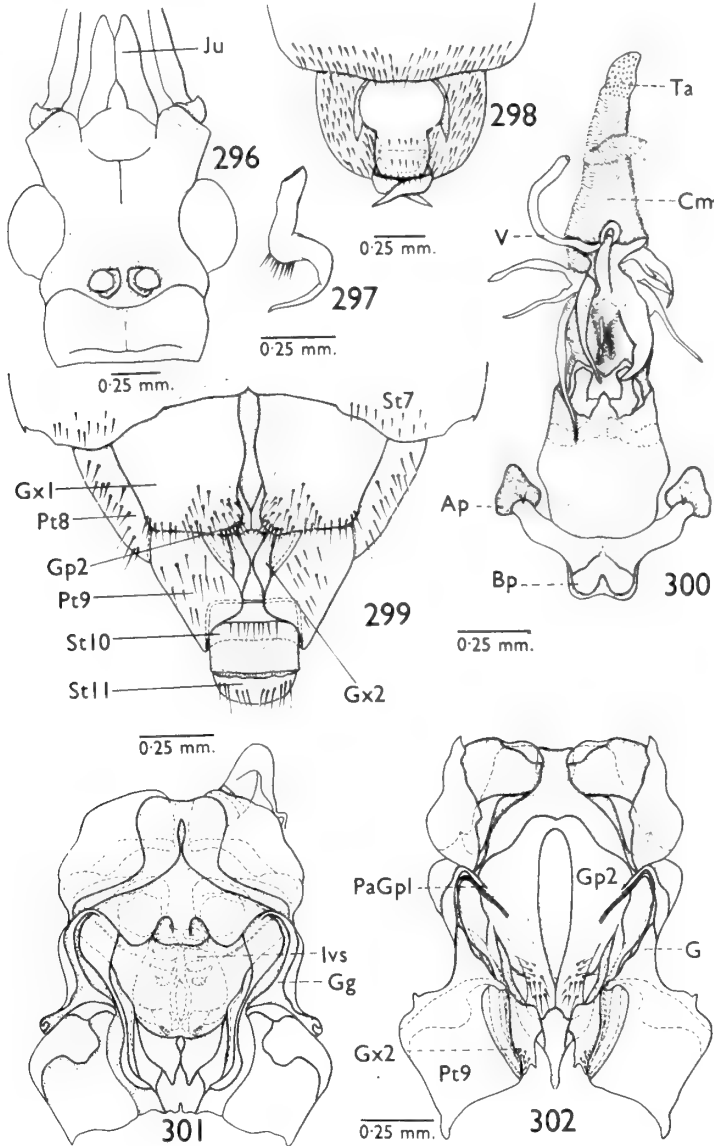 Ju
296
0·25 mm.
297
0·25 mm.
298
0·25 mm.
Ta
Cm
V
Ap
Bp
300
0·25 mm.
St7
Gx1
Pt8
Gp2
Pt9
299
St10
St11
Gx2
0·25 mm.
Ivs
Gg
301
PaGpl
Gp2
G
Gx2
Pt9
0·25 mm.
302